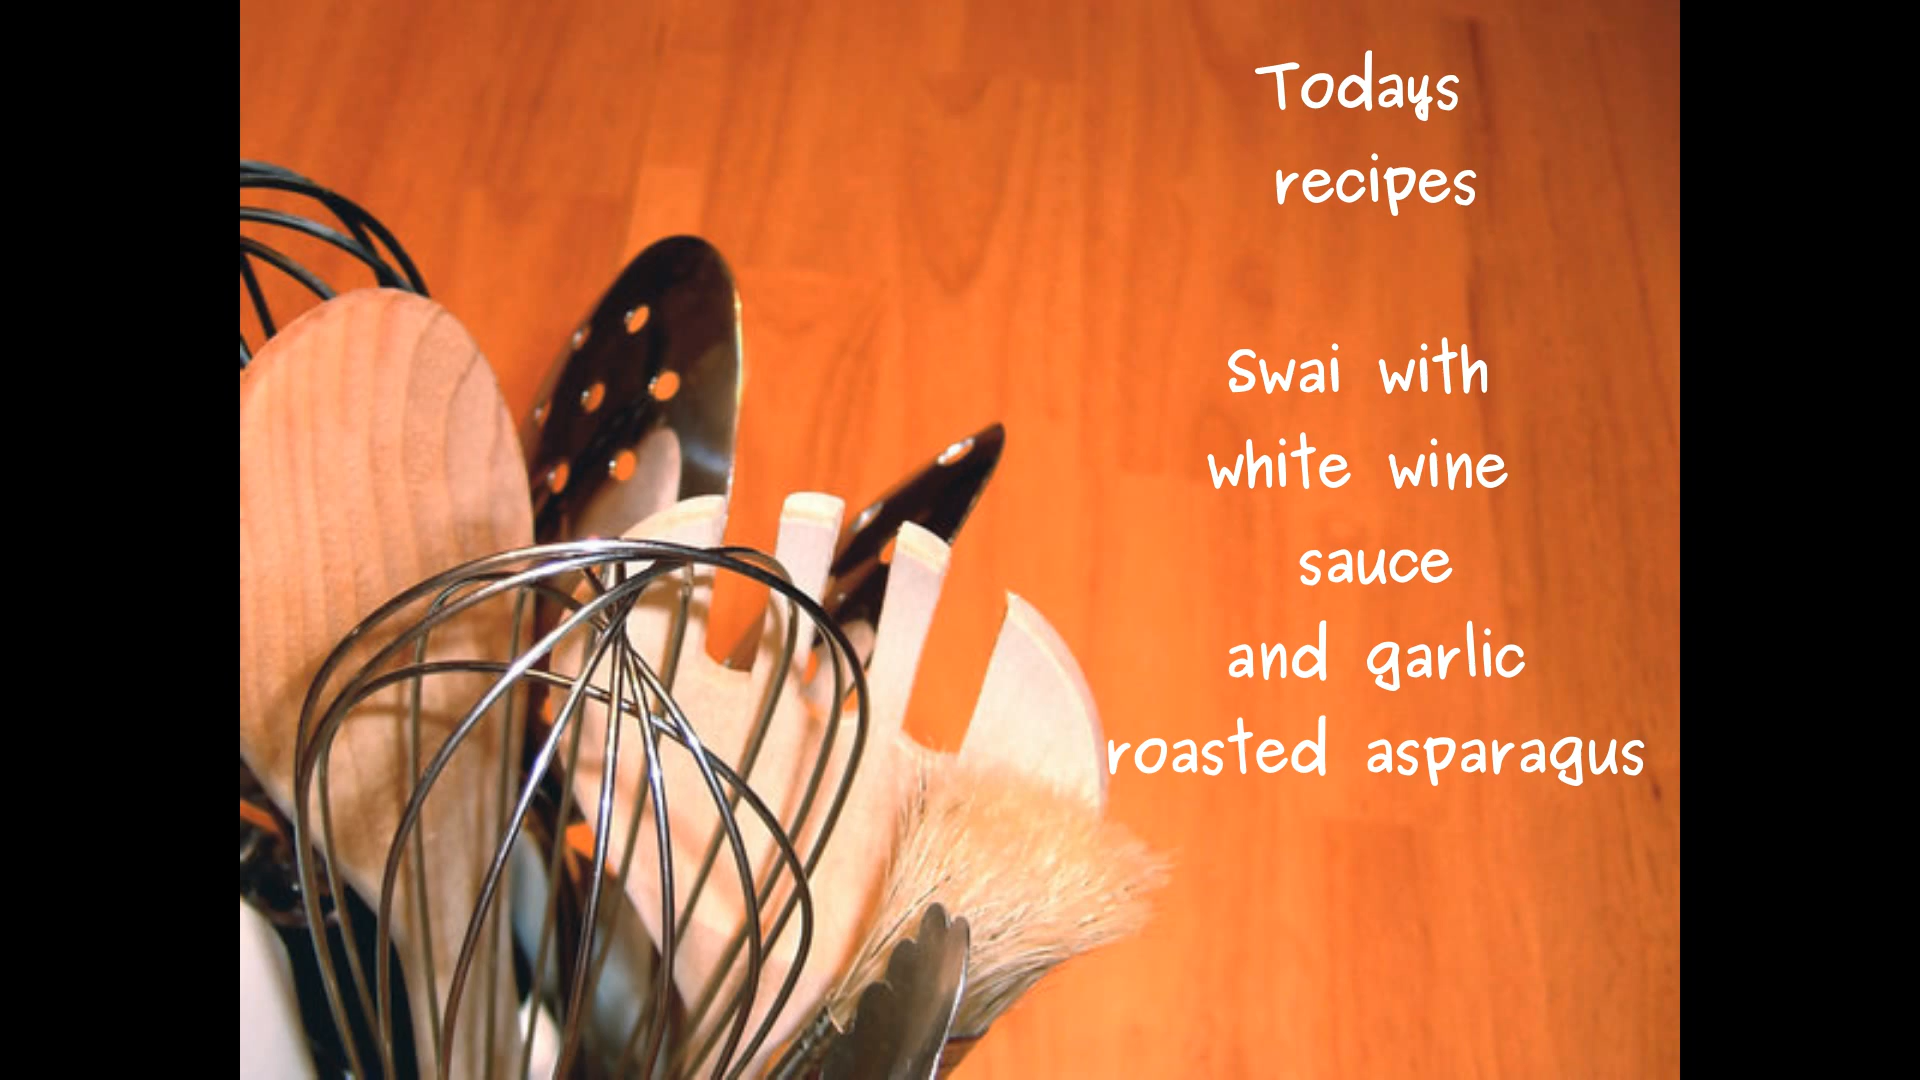 Todays
recipes
Swai with
white wine
sauce
and garlic
roasted asparagus